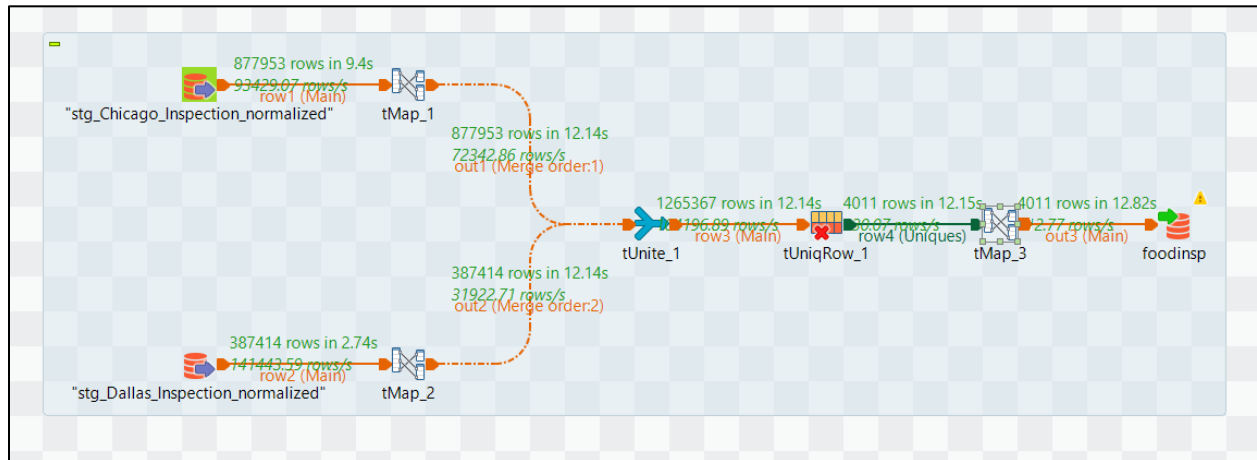 877953 rows in 9.4s
93429.07 rows/s
row1 (Main)
"stg_Chicago_Inspection_normalized"
tMap_1
877953 rows in 12.14s
72342.86 rows/s
out1 (Merge order:1)
1265367 rows in 12.14s
row3 (Main)
4011 rows in 12.15s
row4 (Uniques)
4011 rows in 12.82s
out3 (Main)
tUnite_1
tUniqRow_1
tMap_3
foodinsp
387414 rows in 12.14s
31922.71 rows/s
out2 (Merge order:2)
387414 rows in 2.74s
141443.59 rows/s
row2 (Main)
"stg_Dallas_Inspection_normalized"
tMap_2